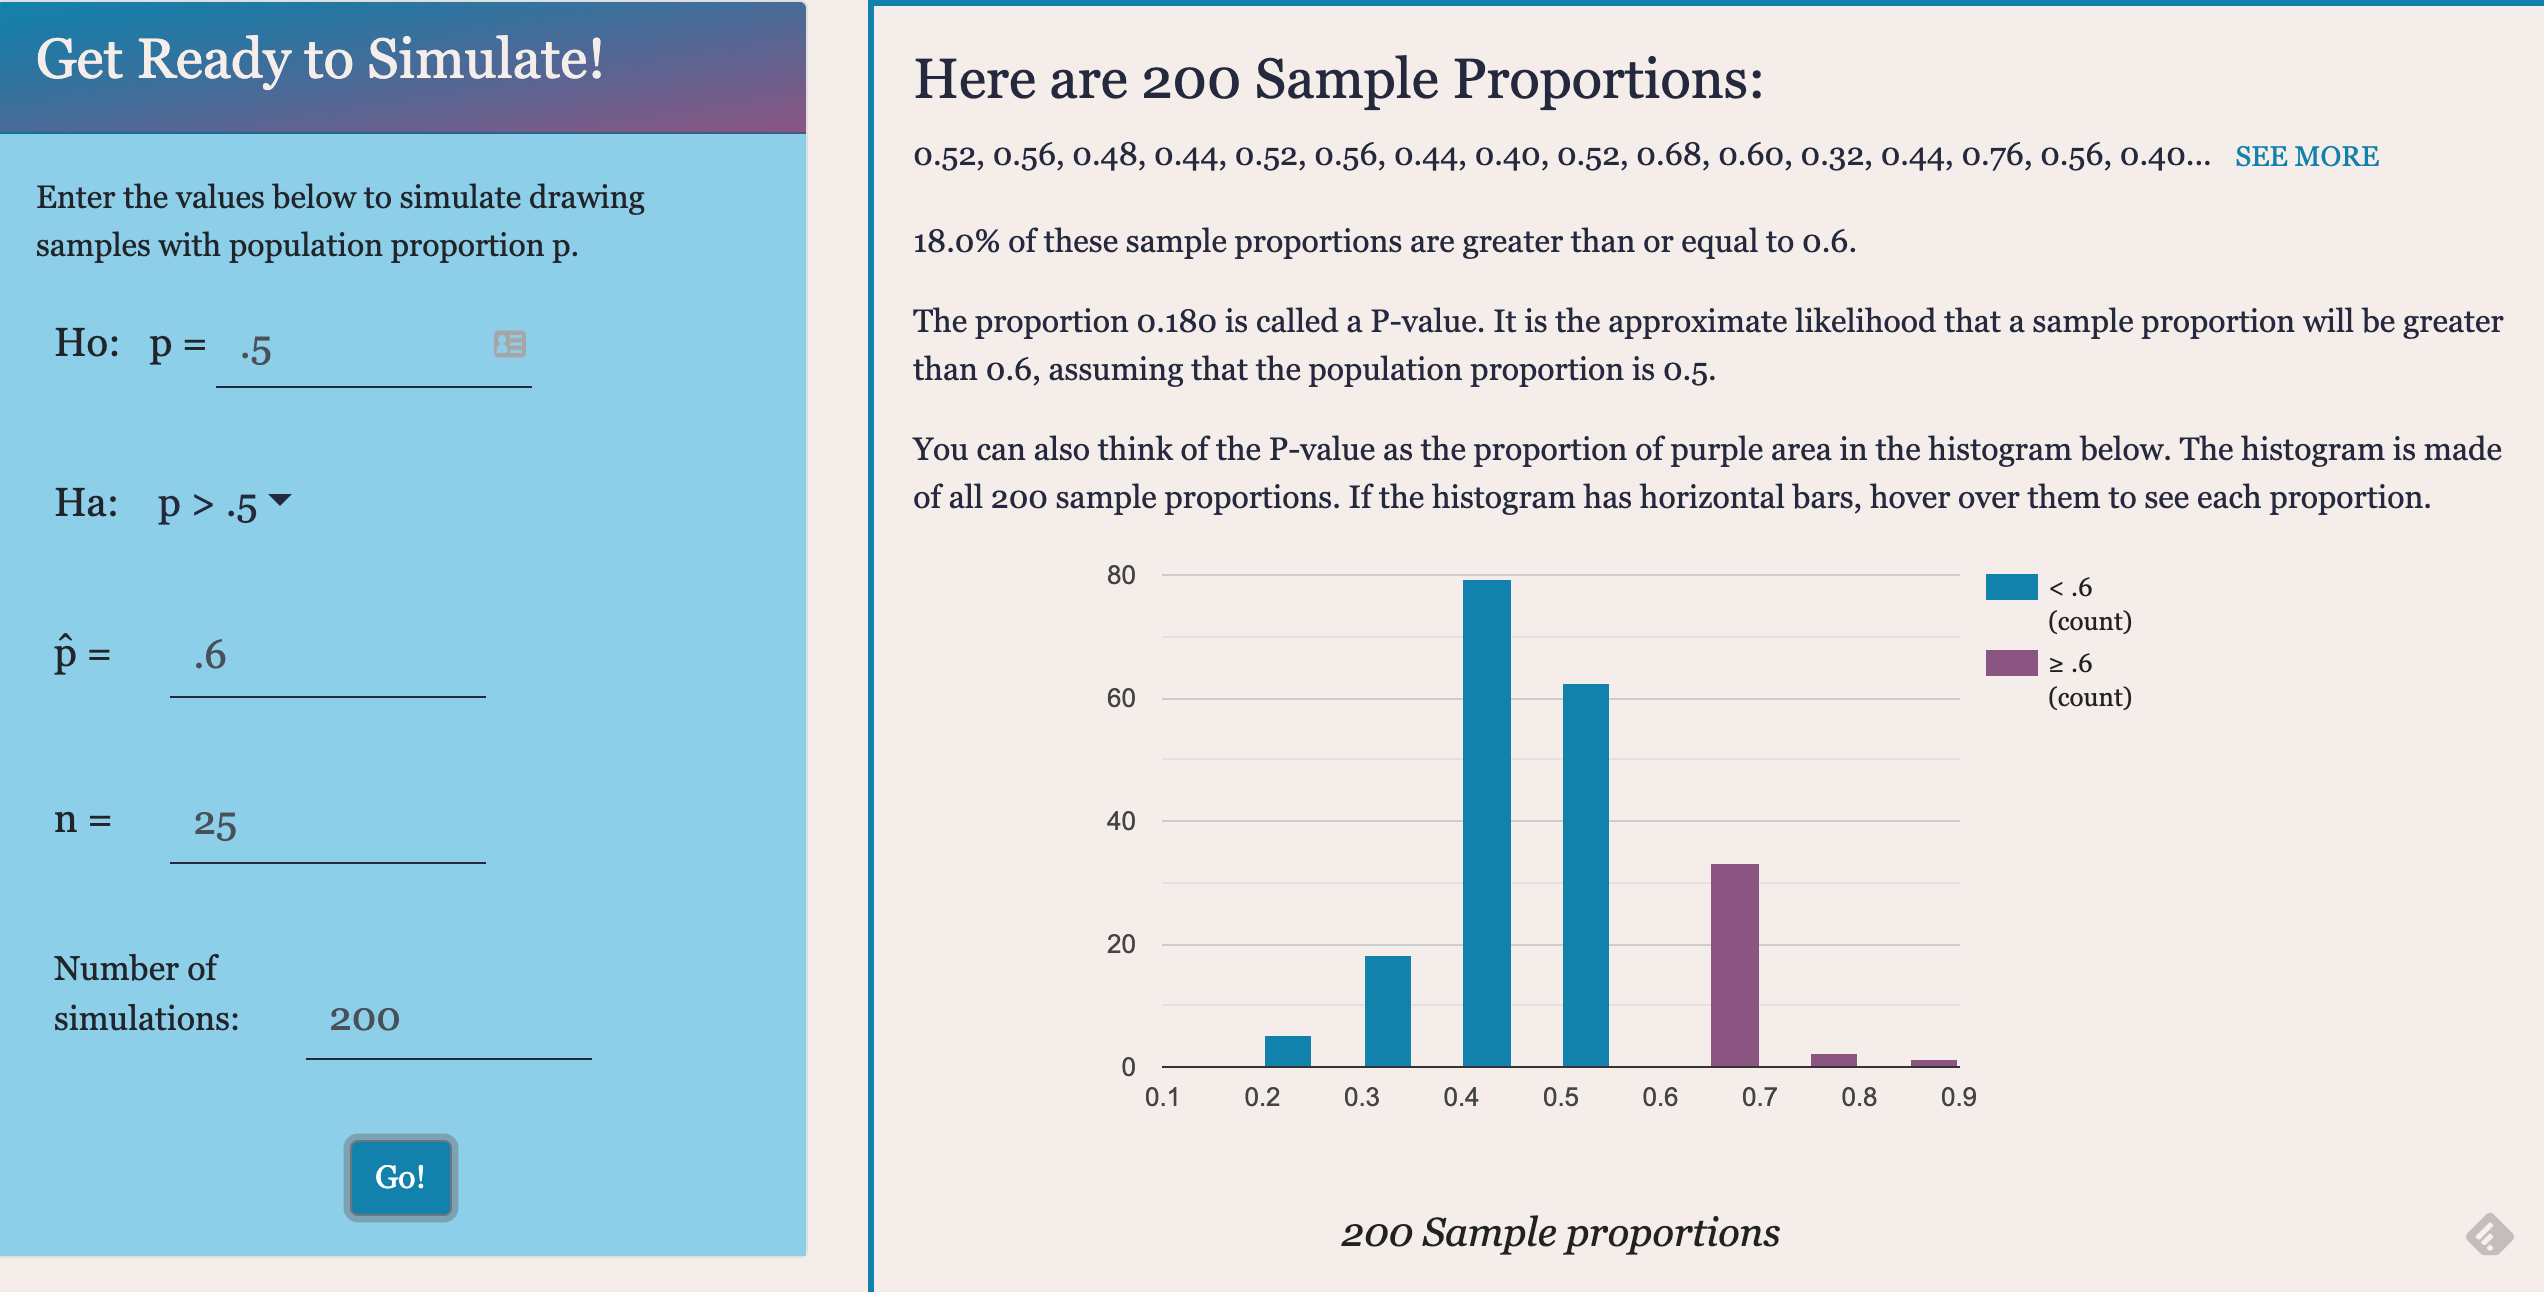 Get Ready to Simulate!
Enter the values below to simulate drawing
samples with population proportion p.
Ho: p = .5
Ha: p > .5
p̂ = .6
n = 25
Number of
simulations: 200
Go!
Here are 200 Sample Proportions:
0.52, 0.56, 0.48, 0.44, 0.52, 0.56, 0.44, 0.40, 0.52, 0.68, 0.60, 0.32, 0.44, 0.76, 0.56, 0.40... SEE MORE
18.0% of these sample proportions are greater than or equal to 0.6.
The proportion 0.180 is called a P-value. It is the approximate likelihood that a sample proportion will be greater
than 0.6, assuming that the population proportion is 0.5.
You can also think of the P-value as the proportion of purple area in the histogram below. The histogram is made
of all 200 sample proportions. If the histogram has horizontal bars, hover over them to see each proportion.
80
60
40
20
0
0.1 0.2 0.3 0.4 0.5 0.6 0.7 0.8 0.9
< .6
(count)
≥ .6
(count)
200 Sample proportions